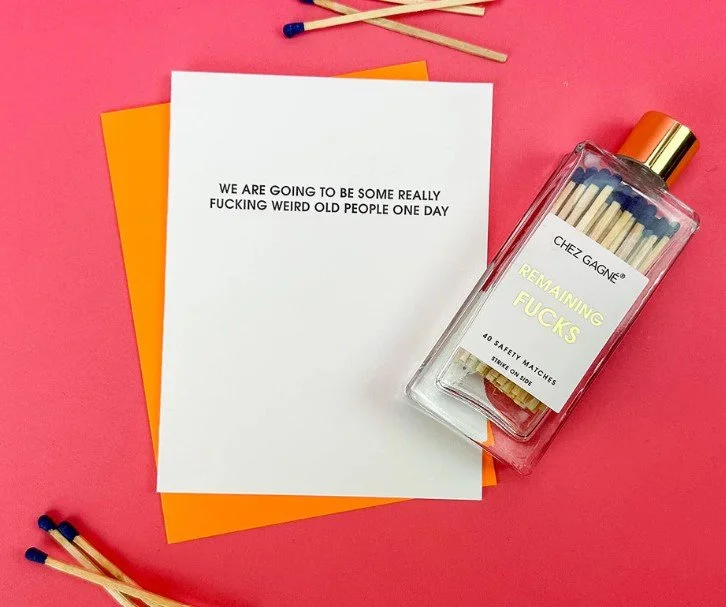 WE ARE GOING TO BE SOME REALLY
FUCKING WEIRD OLD PEOPLE ONE DAY
CHEZ GAGNÉ®
REMAINING
FUCKS
40 SAFETY MATCHES
STRIKE ON SIDE